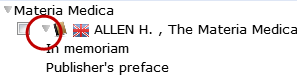 Materia Medica
ALLEN H. , The Materia Medica
In memoriam
Publisher's preface